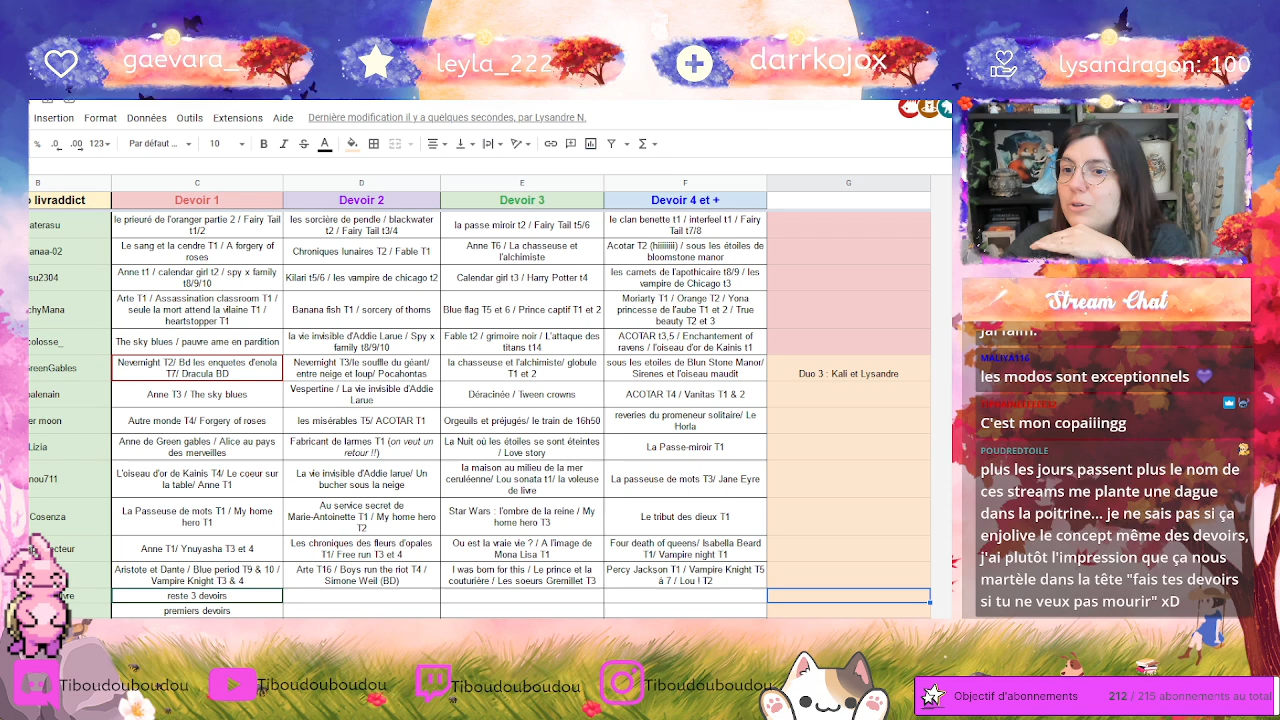 gaevara_
leyla_222
darrkojox
lysandragon: 100
Insertion Format Données Outils Extensions Aide Dernière modification il y a quelques secondes, par Lysandre N.
% .0 .00 123 Par défaut ... 10 B I S A
B C D E F G
livraddict Devoir 1 Devoir 2 Devoir 3 Devoir 4 et +
aterasu
le prieuré de l'oranger partie 2 / Fairy Tail
t1/2
les sorcière de pendle / blackwater
t2 / Fairy Tail t3/4
la passe miroir t2 / Fairy Tail t5/6
le clan benette t1 / interfeel t1 / Fairy
Tail t7/8
anaa-02
Le sang et la cendre T1 / A forgery of
roses
Chroniques lunaires T2 / Fable T1
Anne T6 / La chasseuse et
l'alchimiste
Acotar T2 (hiiiiiiii) / sous les étoiles de
bloomstone manor
su2304
Anne t1 / calendar girl t2 / spy x family
t8/9/10
Kilari t5/6 / les vampire de chicago t2
Calendar girl t3 / Harry Potter t4
les carnets de l'apothicaire t8/9 / les
vampire de Chicago t3
chyMana
Arte T1 / Assassination classroom T1 /
seule la mort attend la vilaine T1 /
heartstopper T1
Banana fish T1 / sorcery of thorns
Blue flag T5 et 6 / Prince captif T1 et 2
Moriarty T1 / Orange T2 / Yona
princesse de l'aube T1 et 2 / True
beauty T2 et 3
colosse_
The sky blues / pauvre ame en pardition
la vie invisible d'Addie Larue / Spy x
family t8/9/10
Fable t2 / grimoire noir / L'attaque des
titans t14
ACOTAR t3,5 / Enchantement of
ravens / l'oiseau d'or de Kainis t1
GreenGables
Nevernight T2/ Bd les enquetes d'enola
T7/ Dracula BD
Nevernight T3/le souffle du géant/
entre neige et loup/ Pocahontas
la chasseuse et l'alchimiste/ globule
T1 et 2
sous les etoiles de Blun Stone Manor/
Sirenes et l'oiseau maudit
Duo 3 : Kali et Lysandre
alenain
Anne T3 / The sky blues
Vespertine / La vie invisible d'Addie
Larue
Déracinée / Tween crowns
ACOTAR T4 / Vanitas T1 & 2
er moon
Autre monde T4/ Forgery of roses
les misérables T5/ ACOTAR T1
Orgeuils et préjugés/ le train de 16h50
reveries du promeneur solitaire/ Le
Horla
Lizia
Anne de Green gables / Alice au pays
des merveilles
Fabricant de larmes T1 (on veut un
retour !!)
La Nuit où les étoiles se sont éteintes
/ Love story
La Passe-miroir T1
nou711
L'oiseau d'or de Kainis T4/ Le coeur sur
la table/ Anne T1
La vie invisible d'Addie larue/ Un
bucher sous la neige
la maison au milieu de la mer
ceruléenne/ Lou sonata t1/ la voleuse
de livre
La passeuse de mots T3/ Jane Eyre
Cosenza
La Passeuse de mots T1 / My home
hero T1
Au service secret de
Marie-Antoinette T1 / My home hero
T2
Star Wars : l'ombre de la reine / My
home hero T3
Le tribut des dieux T1
ecteur
Anne T1/ Ynuyasha T3 et 4
Les chroniques des fleurs d'opales
T1/ Free run T3 et 4
Ou est la vraie vie ? / A l'image de
Mona Lisa T1
Four death of queens/ Isabella Beard
T1/ Vampire night T1
Aristote et Dante / Blue period T9 & 10 /
Vampire Knight T3 & 4
Arte T16 / Boys run the riot T4 /
Simone Weil (BD)
I was born for this / Le prince et la
couturière / Les soeurs Gremillet T3
Percy Jackson T1 / Vampire Knight T5
à 7 / Lou ! T2
ivre
reste 3 devoirs
premiers devoirs
Stream Chat
j'ai faim.
MALIYA116
les modos sont exceptionnels
C'est mon copaiiingg
POUDREDTOILE
plus les jours passent plus le nom de
ces streams me plante une dague
dans la poitrine... je ne sais pas si ça
enjolive le concept même des devoirs,
j'ai plutôt l'impression que ça nous
martèle dans la tête "fais tes devoirs
si tu ne veux pas mourir" xD
Tiboudouboudou
Tiboudouboudou
Tiboudouboudou
Tiboudouboudou
Objectif d'abonnements 212 / 215 abonnements au total